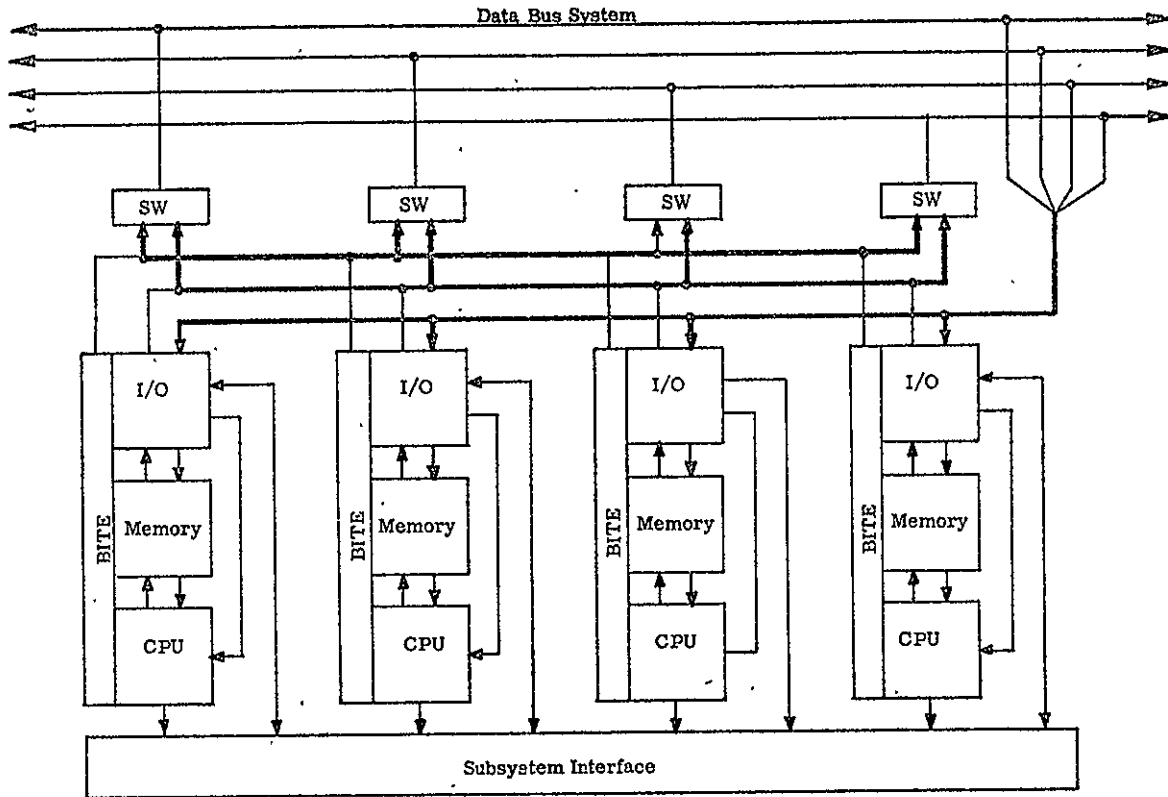 Data Bus System
SW
SW
SW
SW
I/O
I/O
I/O
I/O
BITE
BITE
BITE
BITE
Memory
Memory
Memory
Memory
CPU
CPU
CPU
CPU
Subsystem Interface